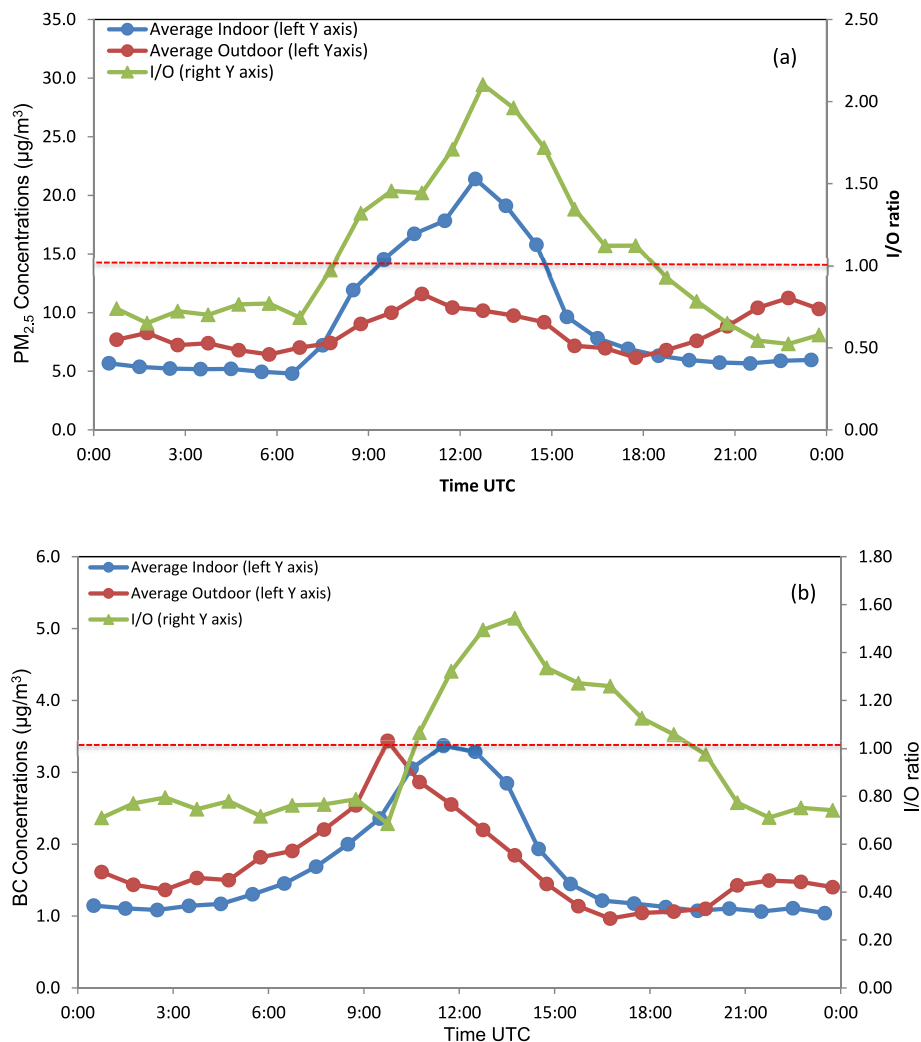 35.0
30.0
25.0
20.0
15.0
10.0
5.0
0.0
PM2.5 Concentrations (µg/m³)
Average Indoor (left Y axis)
Average Outdoor (left Yaxis)
I/O (right Y axis)
(a)
2.50
2.00
1.50
1.00
0.50
0.00
I/O ratio
0:00 3:00 6:00 9:00 12:00 15:00 18:00 21:00 0:00
Time UTC
6.0
5.0
4.0
3.0
2.0
1.0
0.0
BC Concentrations (µg/m³)
Average Indoor (left Y axis)
Average Outdoor (left Y axis)
I/O (right Y axis)
(b)
1.80
1.60
1.40
1.20
1.00
0.80
0.60
0.40
0.20
0.00
I/O ratio
0:00 3:00 6:00 9:00 12:00 15:00 18:00 21:00 0:00
Time UTC